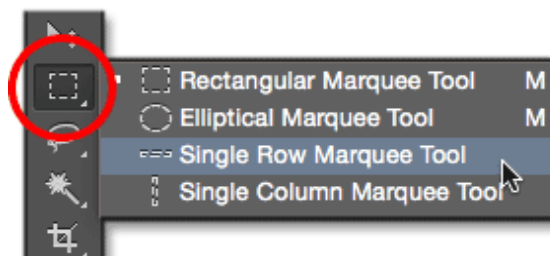 Rectangular Marquee Tool M
Elliptical Marquee Tool M
Single Row Marquee Tool
Single Column Marquee Tool